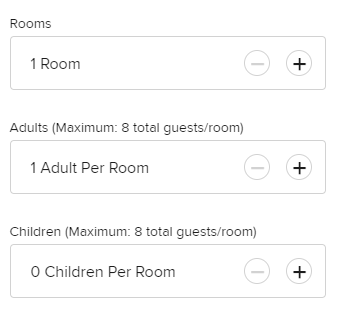 Rooms
1 Room
Adults (Maximum: 8 total guests/room)
1 Adult Per Room
Children (Maximum: 8 total guests/room)
0 Children Per Room